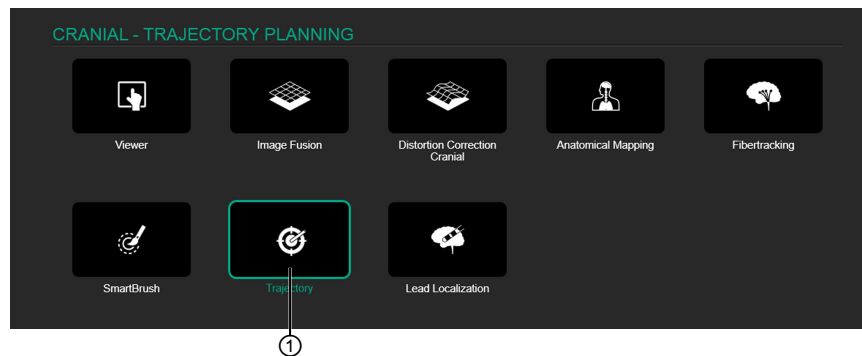 CRANIAL - TRAJECTORY PLANNING
Viewer
Image Fusion
Distortion Correction
Cranial
Anatomical Mapping
Fibertracking
SmartBrush
Trajectory
Lead Localization
①